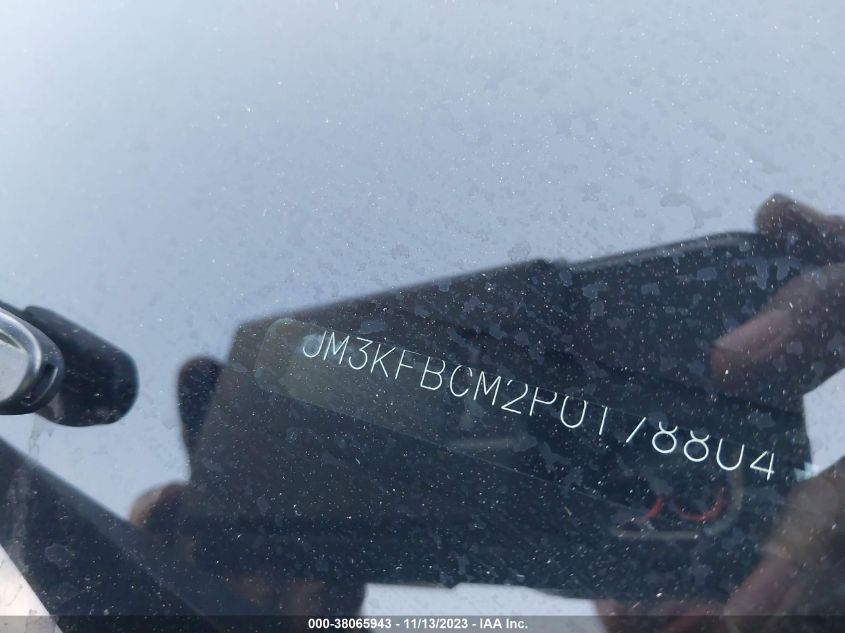 JM3KFBCM2P0178804
000-38065943 - 11/13/2023 - IAA Inc.